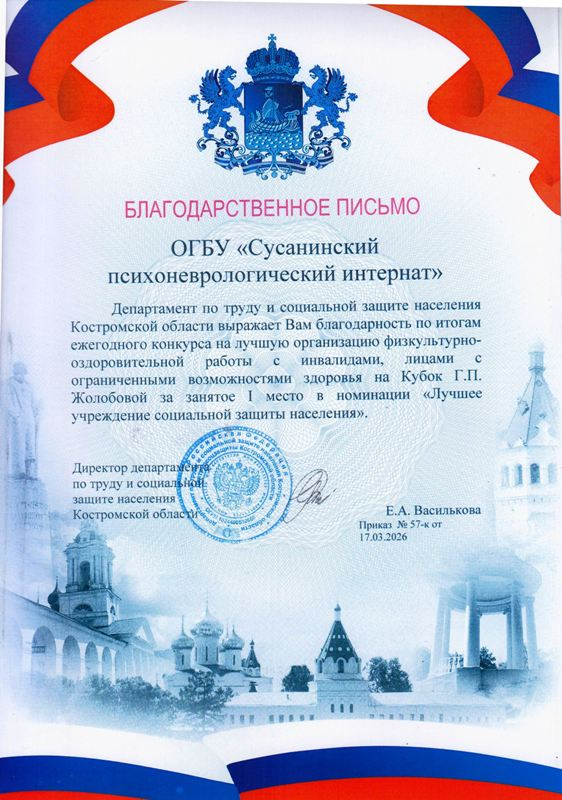 БЛАГОДАРСТВЕННОЕ ПИСЬМО
ОГБУ «Сусанинский
психоневрологический интернат»
Департамент по труду и социальной защите населения
Костромской области выражает Вам благодарность по итогам
ежегодного конкурса на лучшую организацию физкультурно-
оздоровительной работы с инвалидами, лицами с
ограниченными возможностями здоровья на Кубок Г.П.
Жолобовой за занятое I место в номинации «Лучшее
учреждение социальной защиты населения».
Директор департамента
по труду и социальной
защите населения
Костромской области
Российская Федерация
Е.А. Василькова
Приказ № 57-к от
17.03.2026